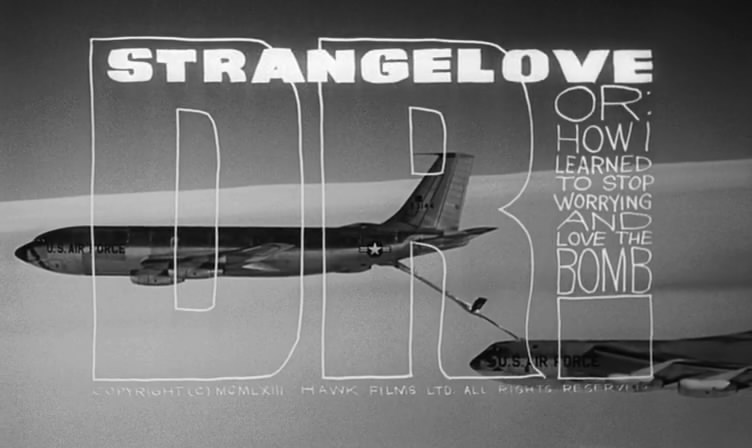 DR.
STRANGELOVE
OR:
HOW I
LEARNED
TO STOP
WORRYING
AND
LOVE THE
BOMB
U.S. AIR FORCE
U.S. AIR FORCE
COPYRIGHT (C) MCMLXIII HAWK FILMS LTD. ALL RIGHTS RESERVED